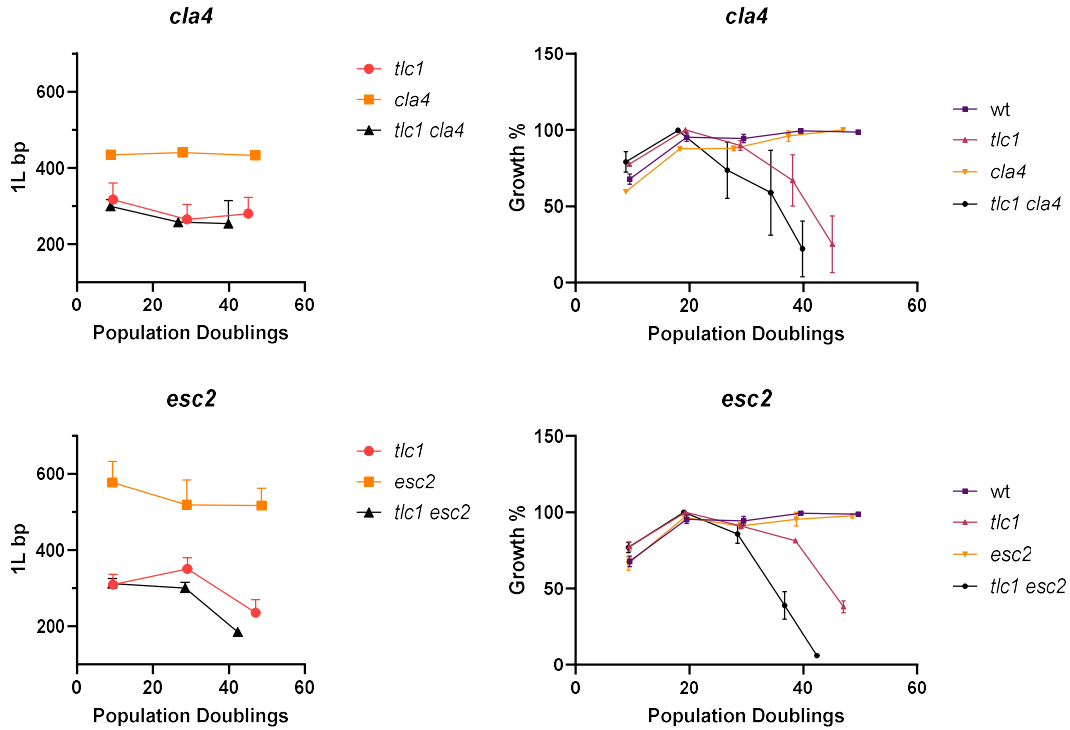 cla4
600
400
200
1L bp
0
20
40
60
Population Doublings
tlc1
cla4
tlc1 cla4
cla4
150
100
50
0
Growth %
0
20
40
60
Population Doublings
wt
tlc1
cla4
tlc1 cla4
esc2
600
400
200
1L bp
0
20
40
60
Population Doublings
tlc1
esc2
tlc1 esc2
esc2
150
100
50
0
Growth %
0
20
40
60
Population Doublings
wt
tlc1
esc2
tlc1 esc2